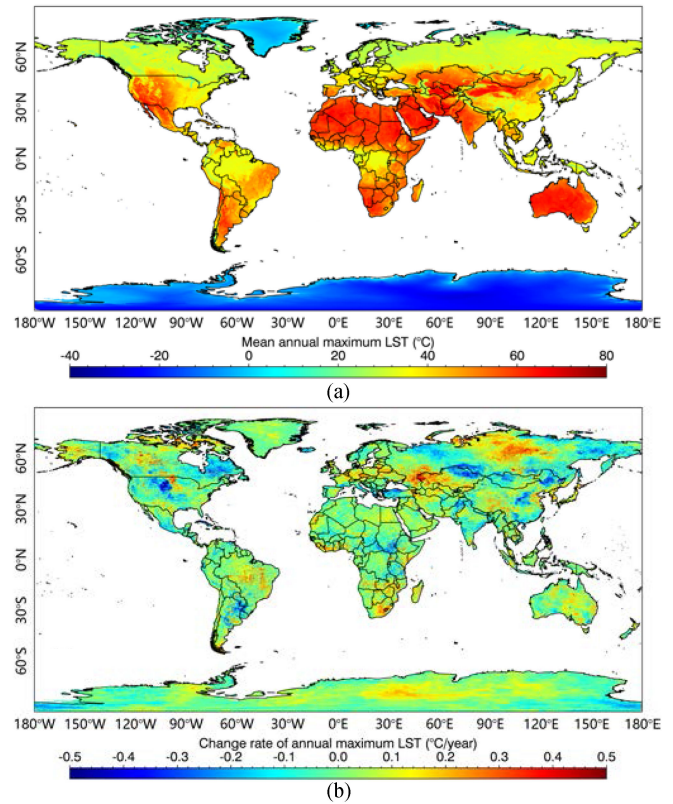 (a)
60°N
30°N
0°N
30°S
60°S
180°W 150°W 120°W 90°W 60°W 30°W 0°E 30°E 60°E 90°E 120°E 150°E 180°E
Mean annual maximum LST (°C)
-40 -20 0 20 40 60 80
(a)
60°N
30°N
0°N
30°S
60°S
180°W 150°W 120°W 90°W 60°W 30°W 0°E 30°E 60°E 90°E 120°E 150°E 180°E
Change rate of annual maximum LST (°C/year)
-0.5 -0.4 -0.3 -0.2 -0.1 0.0 0.1 0.2 0.3 0.4 0.5
(b)